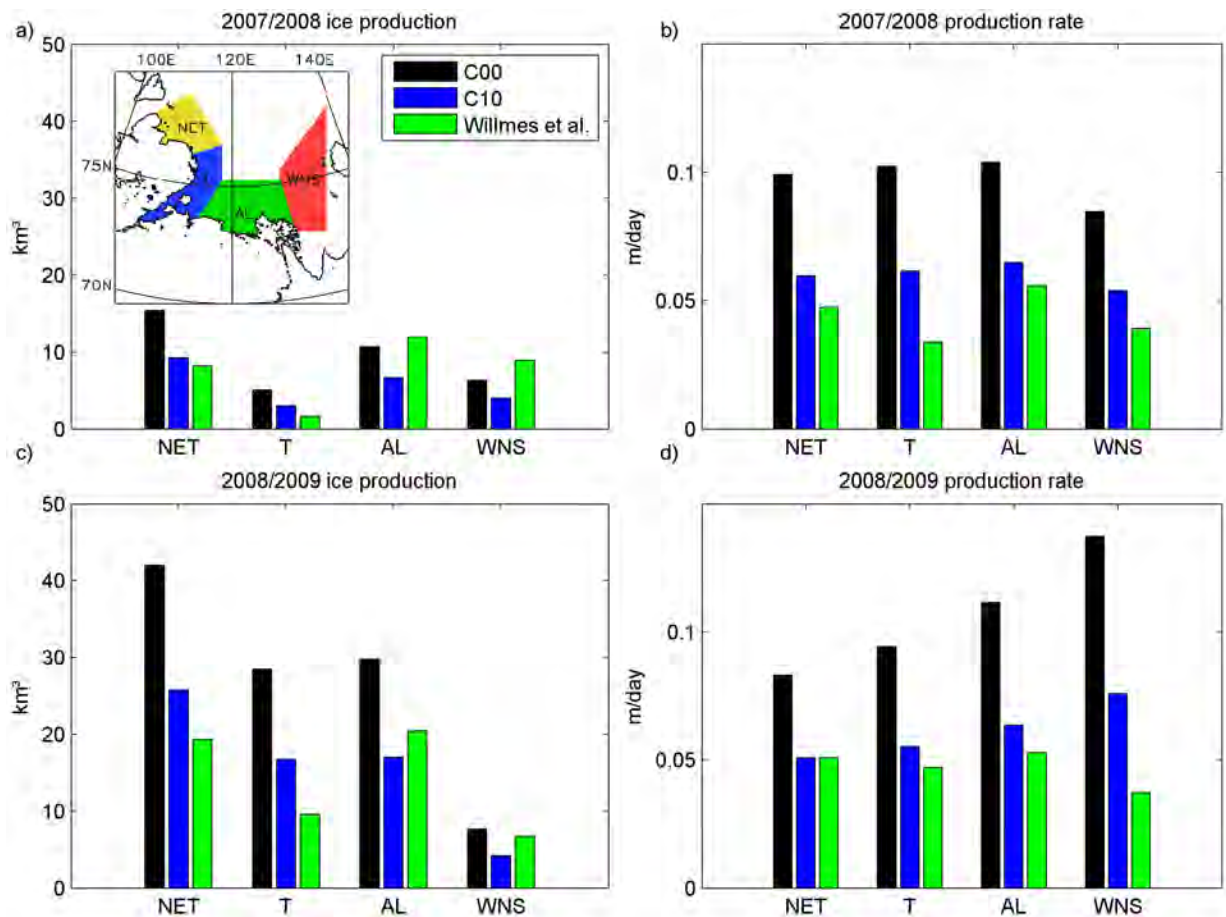 a)
2007/2008 ice production
50
40
30
20
10
0
km³
100E 120E 140E
75N
70N
NET
AL
WNS
C00
C10
Willmes et al.
NET T AL WNS
b)
2007/2008 production rate
0.1
0.05
0
m/day
NET T AL WNS
c)
2008/2009 ice production
50
40
30
20
10
0
km³
NET T AL WNS
d)
2008/2009 production rate
0.1
0.05
0
m/day
NET T AL WNS